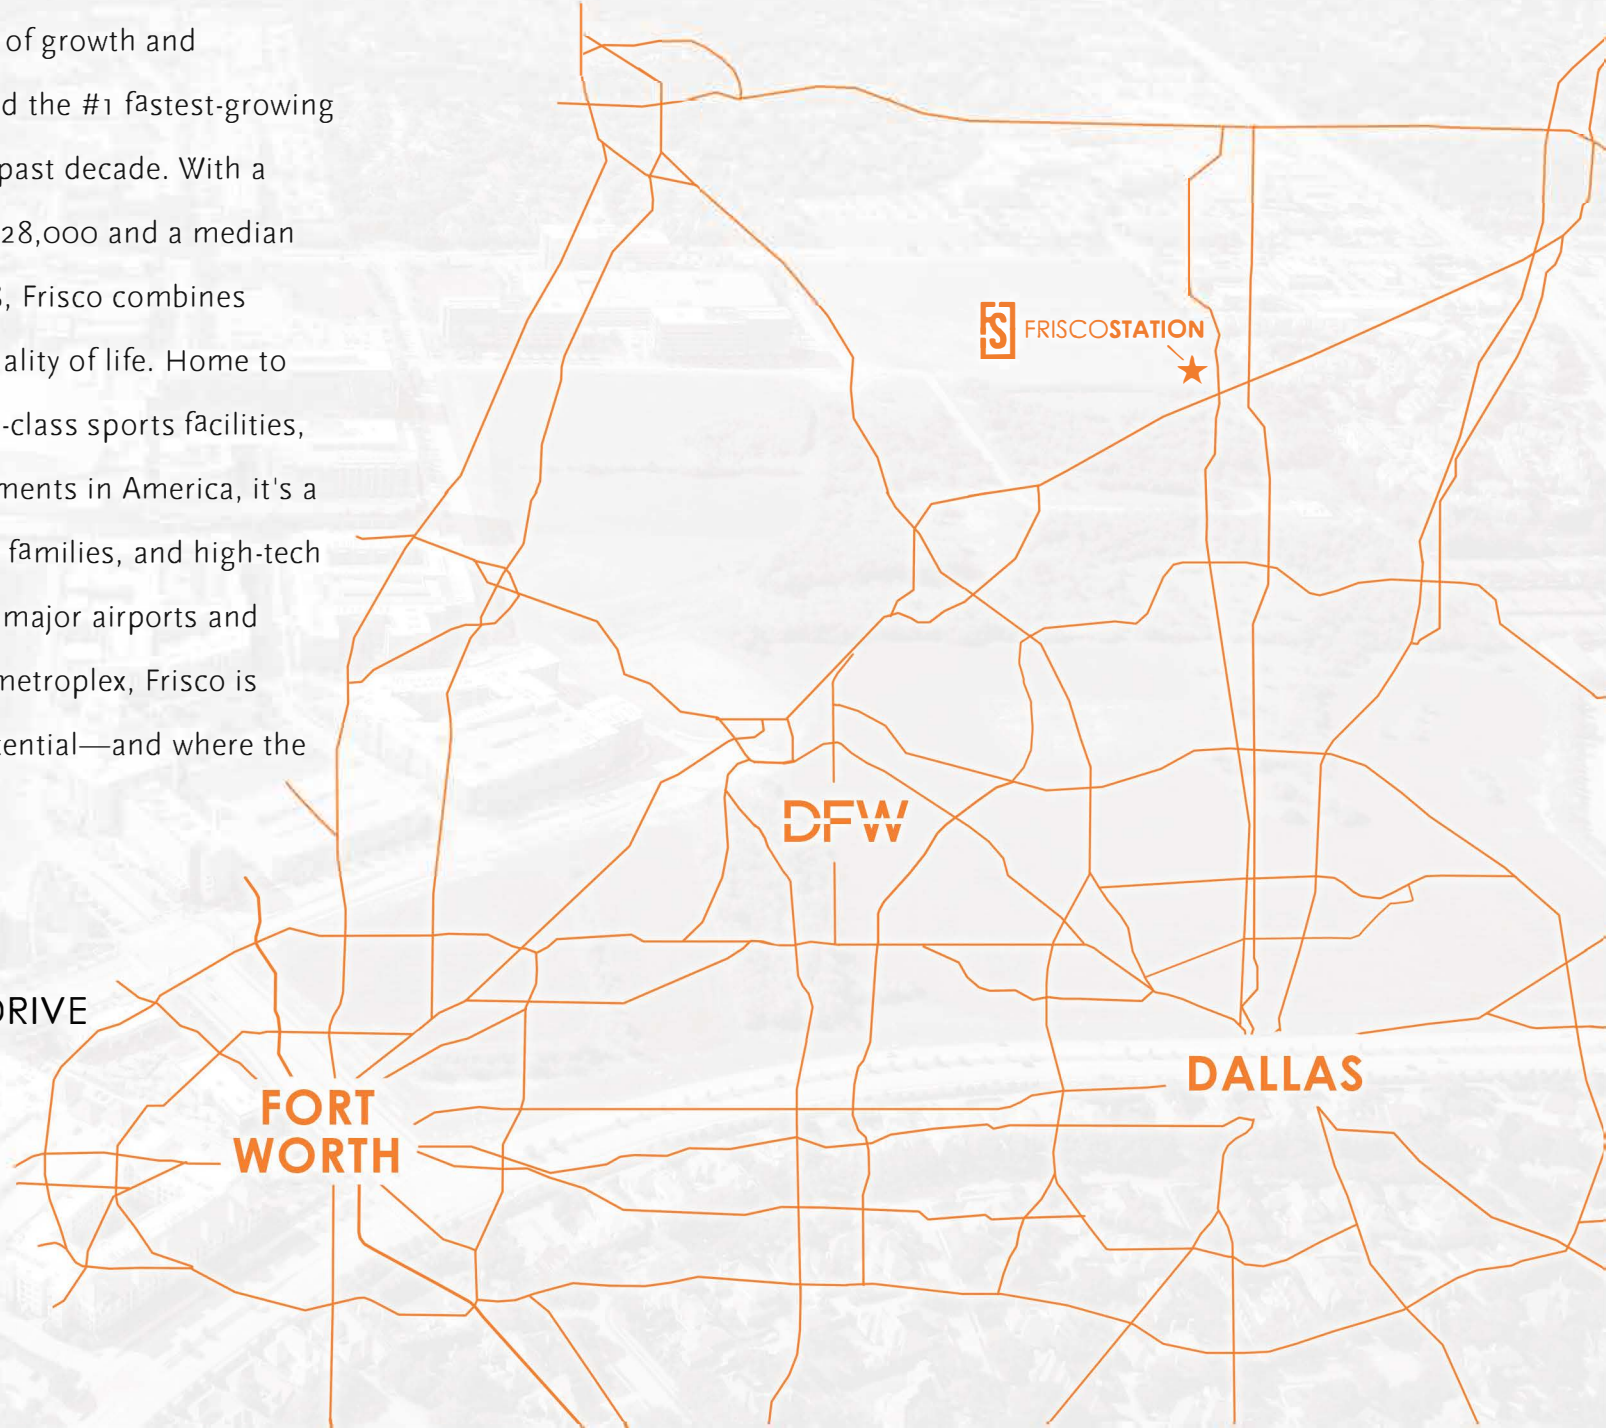 of growth and
d the #1 fastest-growing
past decade. With a
28,000 and a median
, Frisco combines
ality of life. Home to
-class sports facilities,
ments in America, it's a
families, and high-tech
major airports and
metroplex, Frisco is
ential—and where the
DRIVE
FS FRISCOSTATION
DFW
FORT
WORTH
DALLAS